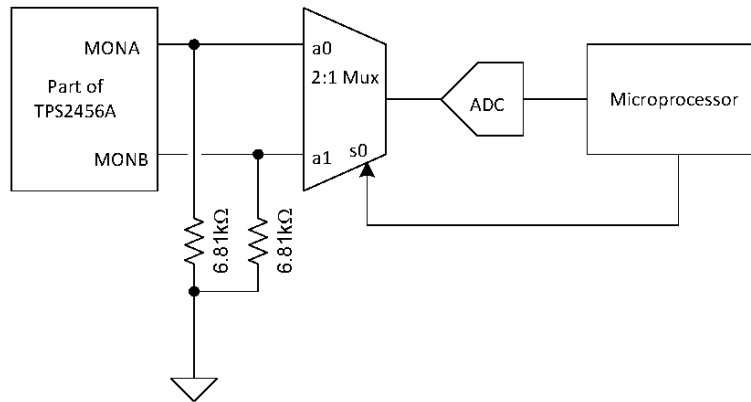 MONA
Part of
TPS2456A
MONB
a0
2:1 Mux
a1
s0
ADC
Microprocessor
6.81kΩ
6.81kΩ